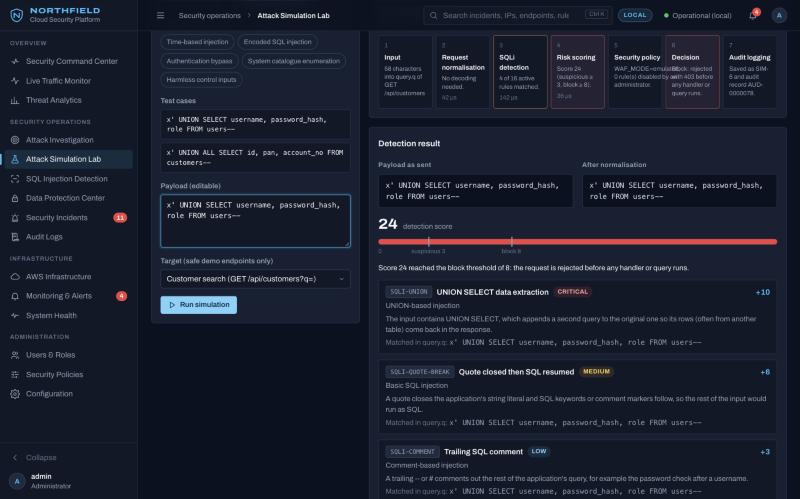 NORTHFIELD
Cloud Security Platform
Security operations › Attack Simulation Lab
Search incidents, IPs, endpoints, rule
Ctrl K
LOCAL
Operational (local)
4
A
OVERVIEW
Security Command Center
Live Traffic Monitor
Threat Analytics
SECURITY OPERATIONS
Attack Investigation
Attack Simulation Lab
SQL Injection Detection
Data Protection Center
Security Incidents 11
Audit Logs
INFRASTRUCTURE
AWS Infrastructure
Monitoring & Alerts 4
System Health
ADMINISTRATION
Users & Roles
Security Policies
Configuration
Collapse
A
admin
Administrator
Time-based injection
Encoded SQL injection
Authentication bypass
System catalogue enumeration
Harmless control inputs
Test cases
x' UNION SELECT username, password_hash,
role FROM users--
x' UNION ALL SELECT id, pan, account_no FROM
customers--
Payload (editable)
x' UNION SELECT username, password_hash,
role FROM users--
Target (safe demo endpoints only)
Customer search (GET /api/customers?q=)
Run simulation
1
Input
58 characters
into query.q of
GET
/api/customers
2
Request
normalisation
No decoding
needed.
42 µs
3
SQLi
detection
4 of 16 active
rules matched.
142 µs
4
Risk scoring
Score 24
(suspicious ≥
3, block ≥ 8).
36 µs
5
Security policy
WAF_MODE=
0 rule(s) disabled by
administrator.
6
Decision
rejected
with 403 before
any handler or
query runs.
7
Audit logging
Saved as SIM-
8 and audit
record AUD-
0000078.
Detection result
Payload as sent
x' UNION SELECT username, password_hash,
role FROM users--
After normalisation
x' UNION SELECT username, password_hash,
role FROM users--
24 detection score
0 suspicious 3 block 8
Score 24 reached the block threshold of 8: the request is rejected before any handler or query runs.
SQLI-UNION UNION SELECT data extraction CRITICAL +10
UNION-based injection
The input contains UNION SELECT, which appends a second query to the original one so its rows (often from another
table) come back in the response.
Matched in query.q: x' UNION SELECT username, password_hash, role FROM users--
SQLI-QUOTE-BREAK Quote closed then SQL resumed MEDIUM +6
Basic SQL injection
A quote closes the application's string literal and SQL keywords or comment markers follow, so the rest of the input would
run as SQL.
Matched in query.q: x' UNION SELECT username, password_hash, role FROM users--
SQLI-COMMENT Trailing SQL comment LOW +3
Comment-based injection
A trailing -- or # comments out the rest of the application's query, for example the password check after a username.
Matched in query.q: x' UNION SELECT username, password_hash, role FROM users--